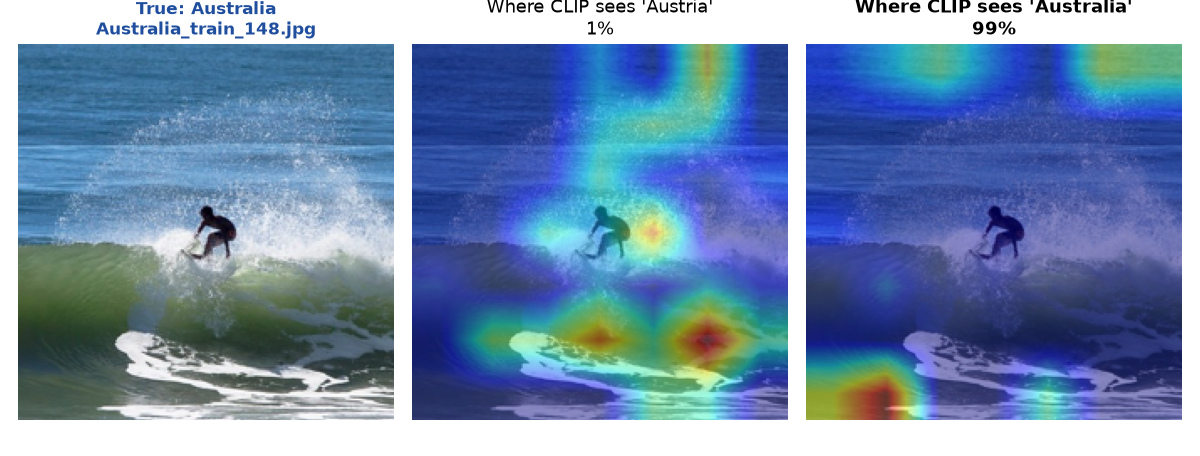 True: Australia
Australia_train_148.jpg
Where CLIP sees 'Austria'
1%
Where CLIP sees 'Australia'
99%